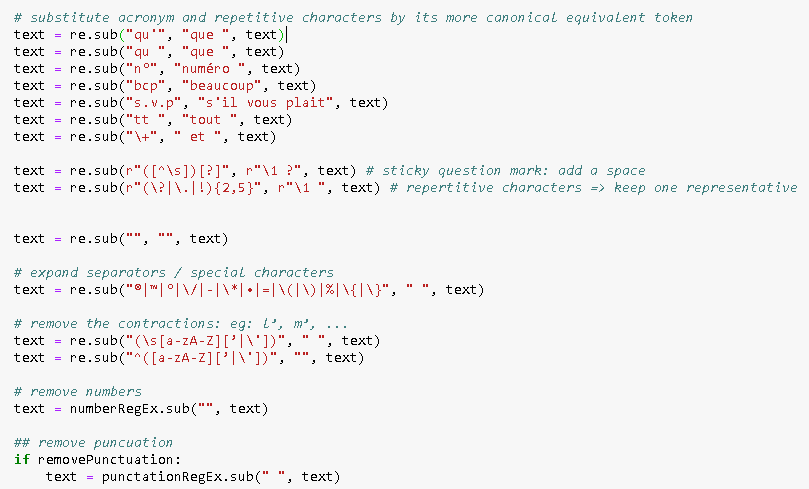 # substitute acronym and repetitive characters by its more canonical equivalent token
text = re.sub("qu'", "que ", text)
text = re.sub("qu ", "que ", text)
text = re.sub("n°", "numéro ", text)
text = re.sub("bcp", "beaucoup", text)
text = re.sub("s.v.p", "s'il vous plait", text)
text = re.sub("tt ", "tout ", text)
text = re.sub("\+", " et ", text)
text = re.sub(r"([^\s])[?]", r"\1 ?", text) # sticky question mark: add a space
text = re.sub(r"(\?|\.|!){2,5}", r"\1 ", text) # repertitive characters => keep one representative
text = re.sub("", "", text)
# expand separators / special characters
text = re.sub("®|™|°|\/|-|\*|•|=|\(|\)|%|\{|\}", " ", text)
# remove the contractions: eg: l’, m’, ...
text = re.sub("(\s[a-zA-Z]['|\'])", " ", text)
text = re.sub("^([a-zA-Z]['|\'])", "", text)
# remove numbers
text = numberRegEx.sub("", text)
## remove puncuation
if removePunctuation:
text = punctationRegEx.sub(" ", text)